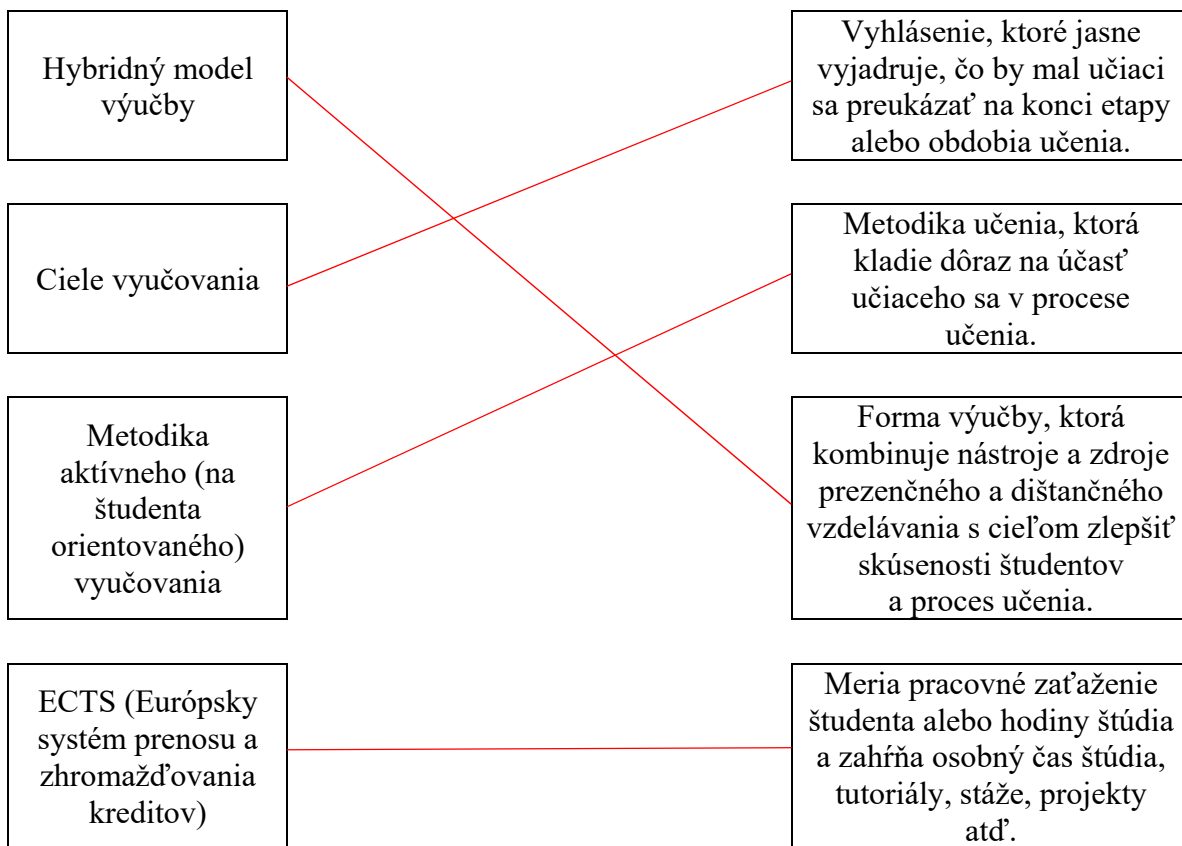 Hybridný model
výučby
Vyhlásenie, ktoré jasne
vyjadruje, čo by mal učiaci
sa preukázať na konci etapy
alebo obdobia učenia.
Ciele vyučovania
Metodika učenia, ktorá
kladie dôraz na účasť
učiaceho sa v procese
učenia.
Metodika
aktívneho (na
študenta
orientovaného)
vyučovania
Forma výučby, ktorá
kombinuje nástroje a zdroje
prezenčného a dištančného
vzdelávania s cieľom zlepšiť
skúsenosti študentov
a proces učenia.
ECTS (Európsky
systém prenosu a
zhromažďovania
kreditov)
Meria pracovné zaťaženie
študenta alebo hodiny štúdia
a zahŕňa osobný čas štúdia,
tutoriály, stáže, projekty
atď.